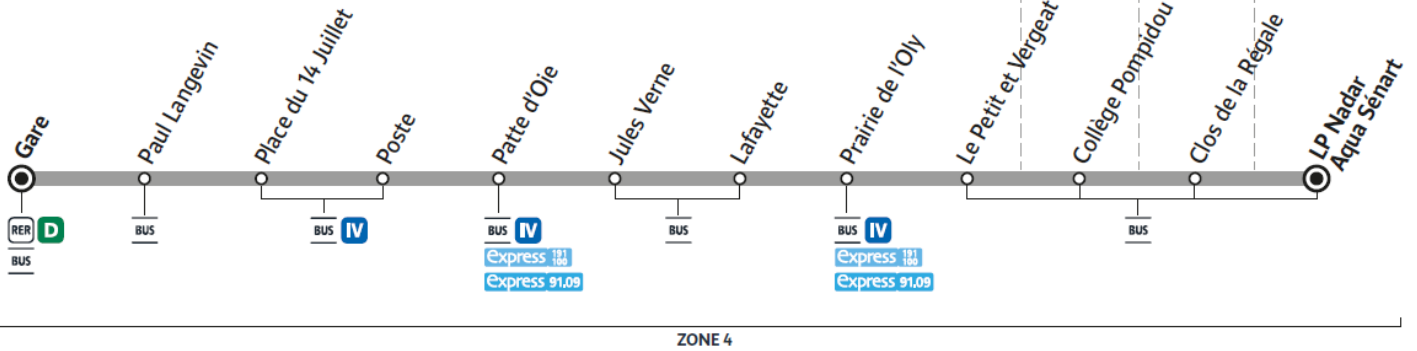 Gare
Paul Langevin
Place du 14 Juillet
Poste
Patte d'Oie
Jules Verne
Lafayette
Prairie de l'Oly
Le Petit et Vergeat
Collège Pompidou
Clos de la Régale
LP Nadar
Aqua Sénart
RER D
BUS
BUS
BUS IV
BUS IV
express 191 100
express 91.09
BUS
BUS IV
express 191 100
express 91.09
BUS
ZONE 4